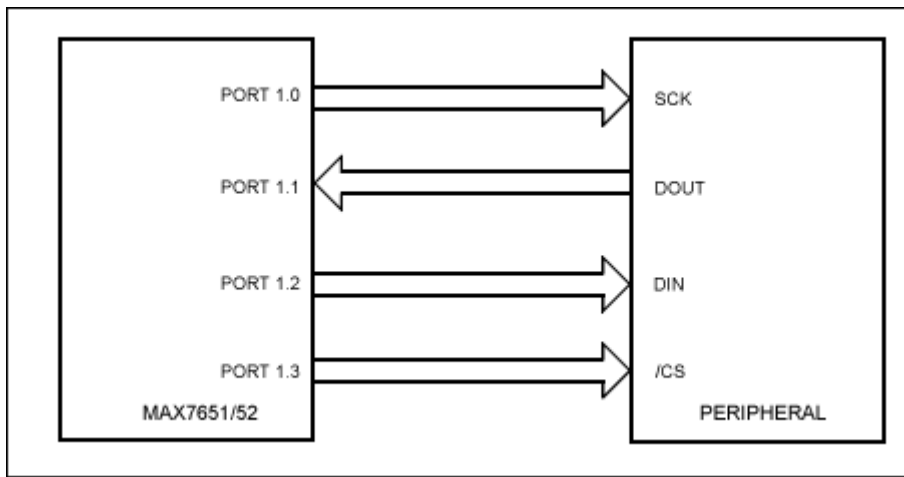 PORT 1.0 SCK
PORT 1.1 DOUT
PORT 1.2 DIN
PORT 1.3 /CS
MAX7651/52 PERIPHERAL